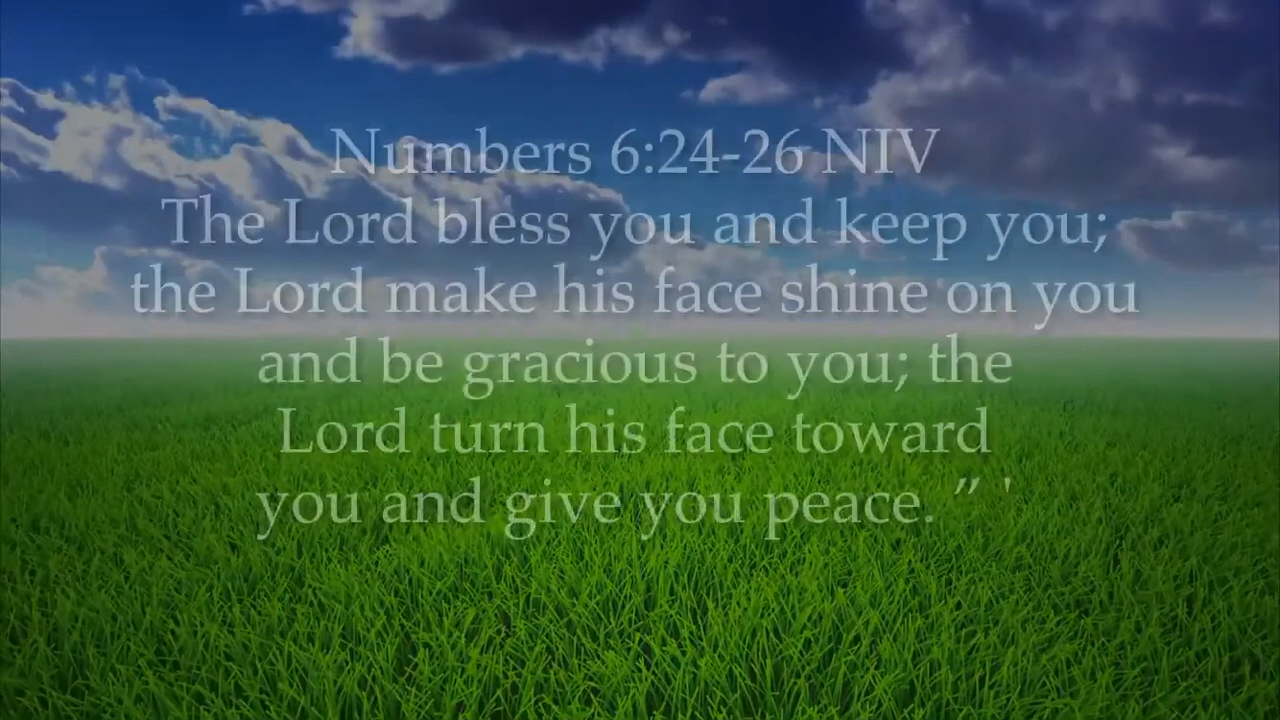 Numbers 6:24-26 NIV
The Lord bless you and keep you;
the Lord make his face shine on you
and be gracious to you; the
Lord turn his face toward
you and give you peace.” '